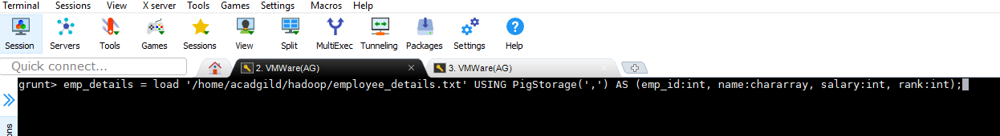 Terminal Sessions View X server Tools Games Settings Macros Help
Session Servers Tools Games Sessions View Split MultiExec Tunneling Packages Settings Help
Quick connect... 2. VMWare(AG) 3. VMWare(AG)
grunt> emp_details = load '/home/acadgild/hadoop/employee_details.txt' USING PigStorage(',') AS (emp_id:int, name:chararray, salary:int, rank:int);